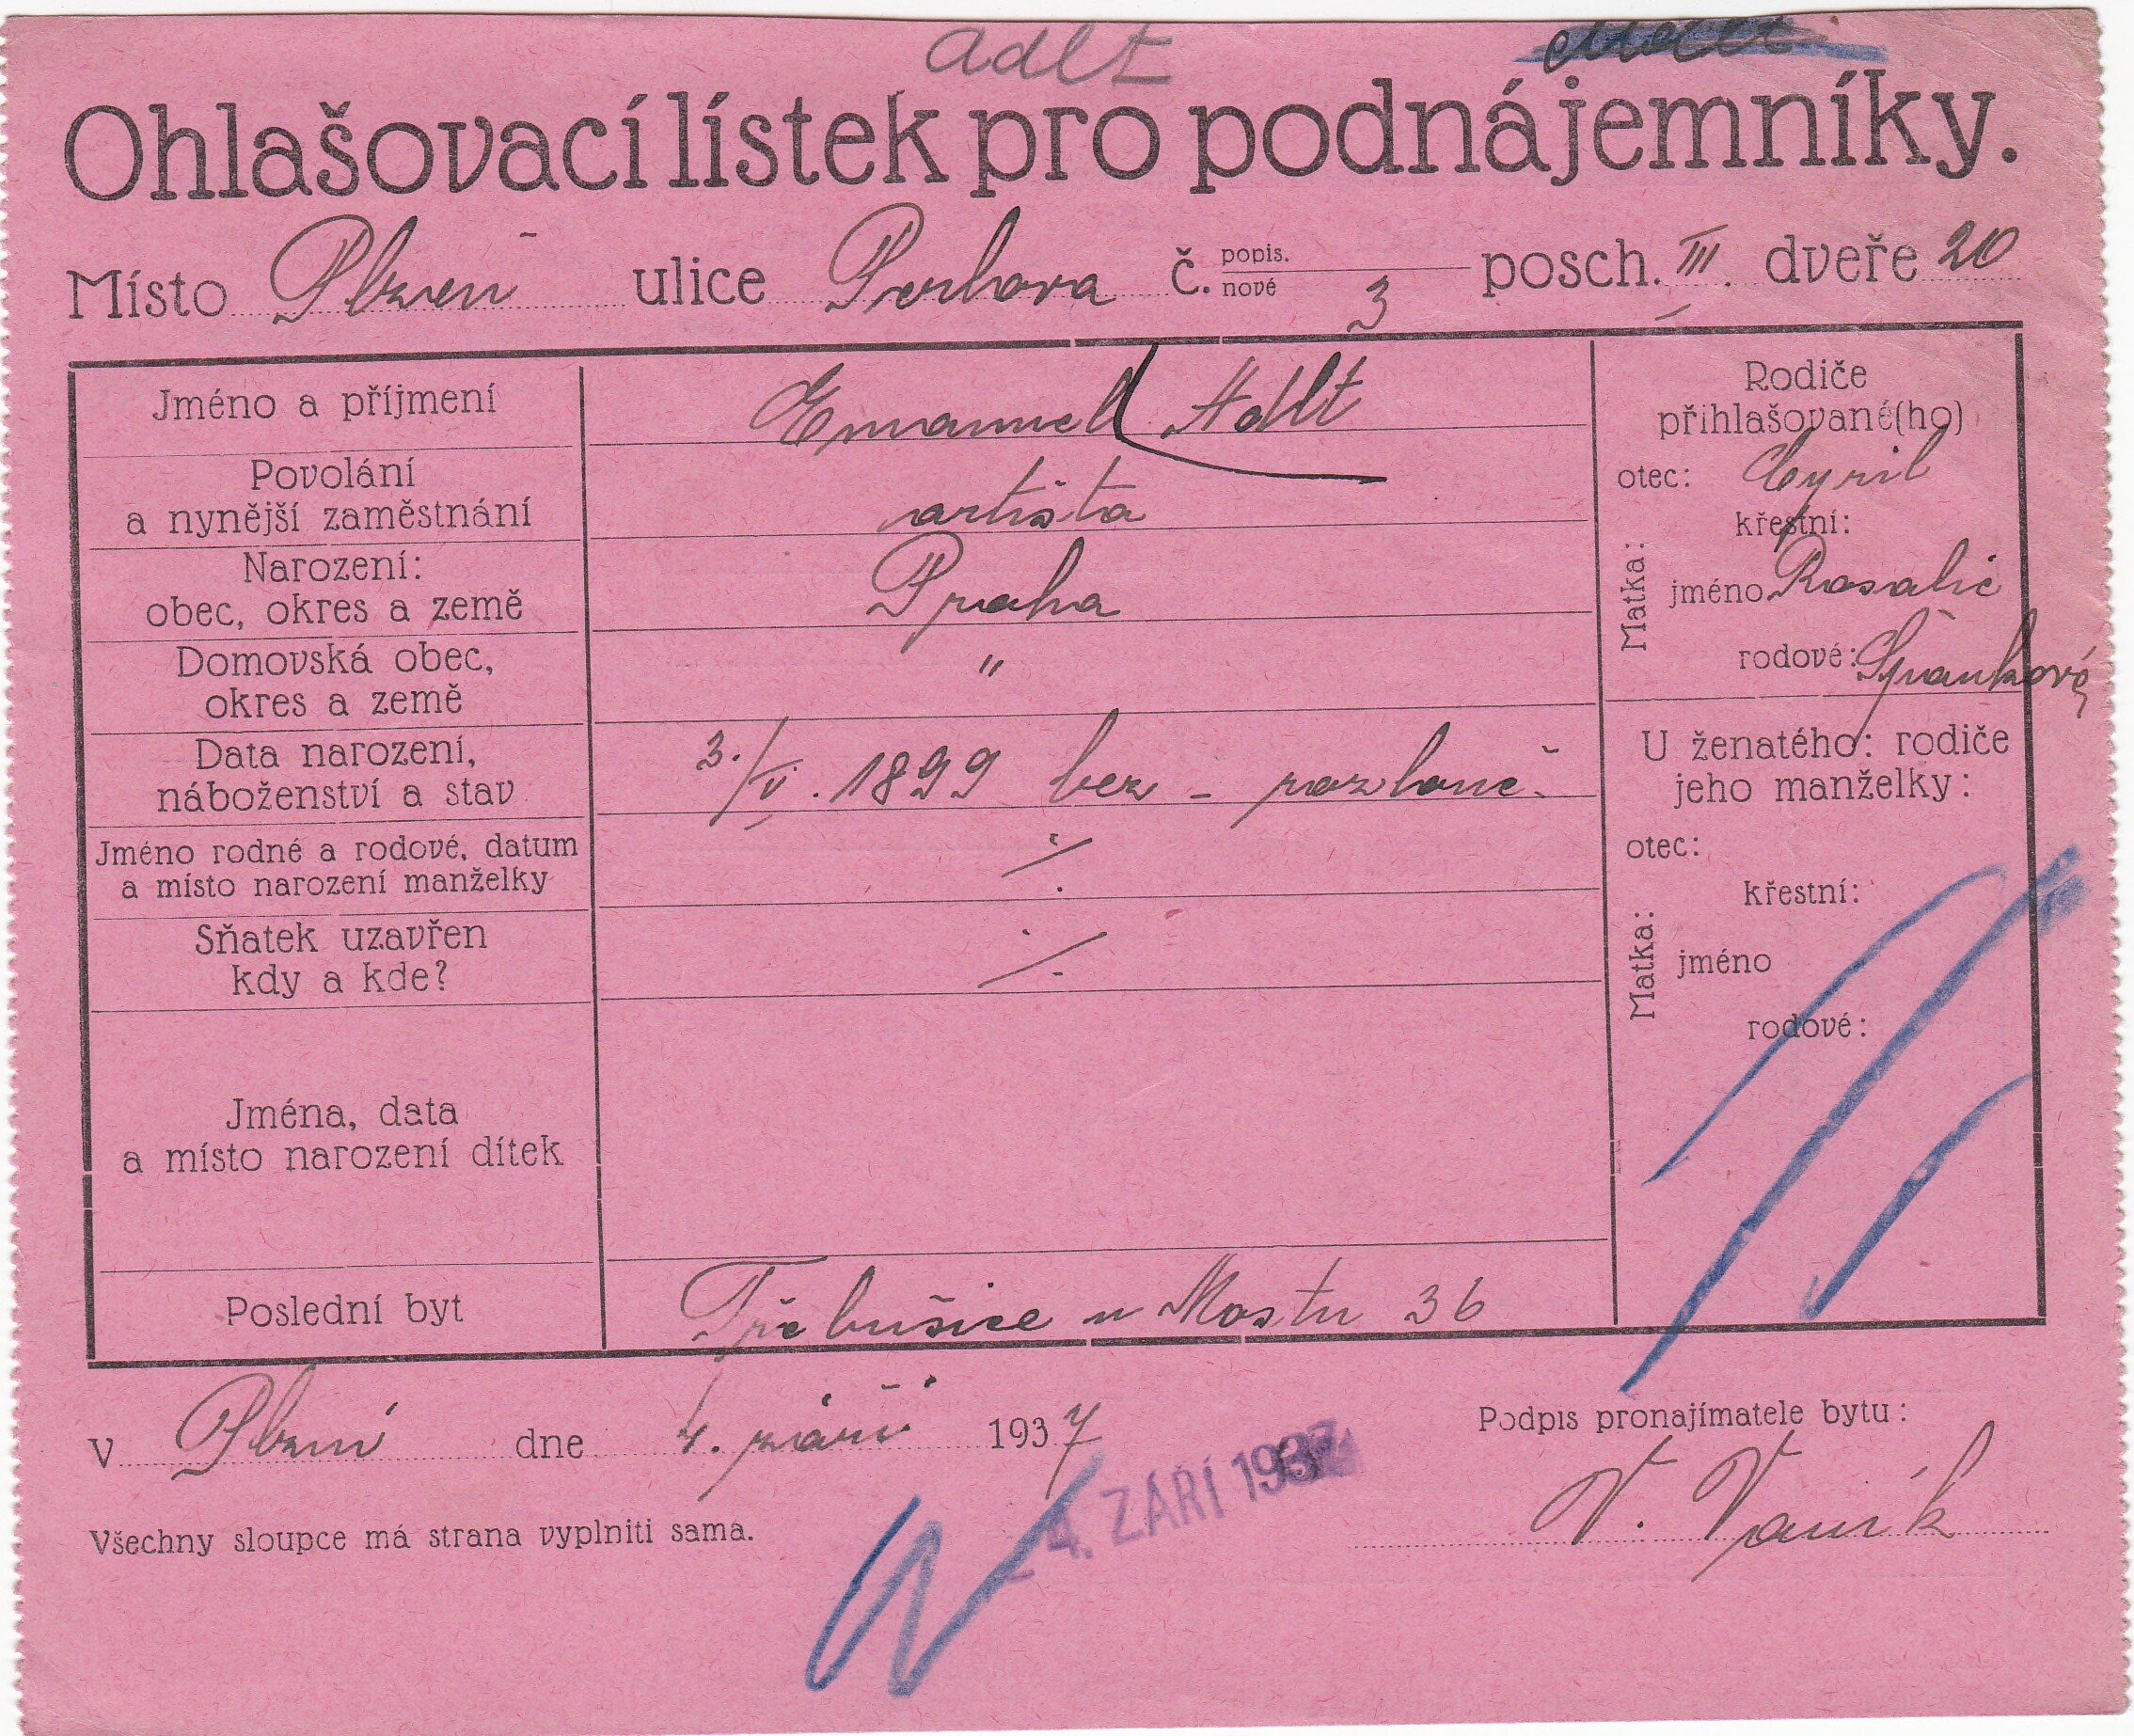 adlt
Ohlašovací lístek pro podnájemníky.
Místo Plzeň ulice Perlova č. popis. nové 3 posch. III. dveře 20
Jméno a příjmení Emanuel Adlt
Povolání
a nynější zaměstnání artista
Narození:
obec, okres a země Praha
Domovská obec,
okres a země "
Data narození,
náboženství a stav 3./V. 1899 bez - rozlouč.
Jméno rodné a rodové, datum
a místo narození manželky ./.
Sňatek uzavřen
kdy a kde? ./.
Jména, data
a místo narození dítek
Poslední byt Třebušice u Mostu 36
Rodiče
přihlašované(ho)
otec: Cyril
Matka:
křestní:
jméno Rosalie
rodové:
U ženatého: rodiče
jeho manželky:
otec:
Matka:
křestní:
jméno
rodové:
V Plzni dne 4. září 1937
4. ZÁŘÍ 1937
Podpis pronajímatele bytu:
V. Vaník
Všechny sloupce má strana vyplniti sama.